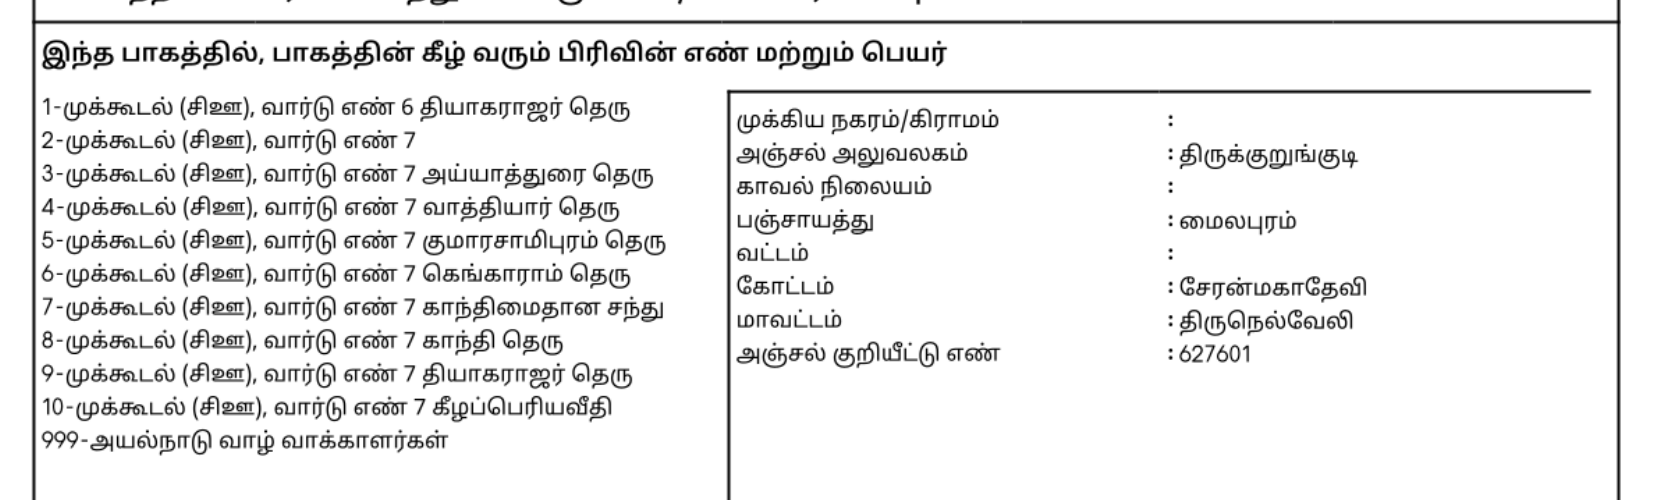 இந்த பாகத்தில், பாகத்தின் கீழ் வரும் பிரிவின் எண் மற்றும் பெயர்
1-முக்கூடல் (சிஊ), வார்டு எண் 6 தியாகராஜர் தெரு
2-முக்கூடல் (சிஊ), வார்டு எண் 7
3-முக்கூடல் (சிஊ), வார்டு எண் 7 அய்யாத்துரை தெரு
4-முக்கூடல் (சிஊ), வார்டு எண் 7 வாத்தியார் தெரு
5-முக்கூடல் (சிஊ), வார்டு எண் 7 குமாரசாமிபுரம் தெரு
6-முக்கூடல் (சிஊ), வார்டு எண் 7 கெங்காராம் தெரு
7-முக்கூடல் (சிஊ), வார்டு எண் 7 காந்திமைதான சந்து
8-முக்கூடல் (சிஊ), வார்டு எண் 7 காந்தி தெரு
9-முக்கூடல் (சிஊ), வார்டு எண் 7 தியாகராஜர் தெரு
10-முக்கூடல் (சிஊ), வார்டு எண் 7 கீழப்பெரியவீதி
999-அயல்நாடு வாழ் வாக்காளர்கள்
முக்கிய நகரம்/கிராமம் :
அஞ்சல் அலுவலகம் : திருக்குறுங்குடி
காவல் நிலையம் :
பஞ்சாயத்து : மைலபுரம்
வட்டம் :
கோட்டம் : சேரன்மகாதேவி
மாவட்டம் : திருநெல்வேலி
அஞ்சல் குறியீட்டு எண் : 627601